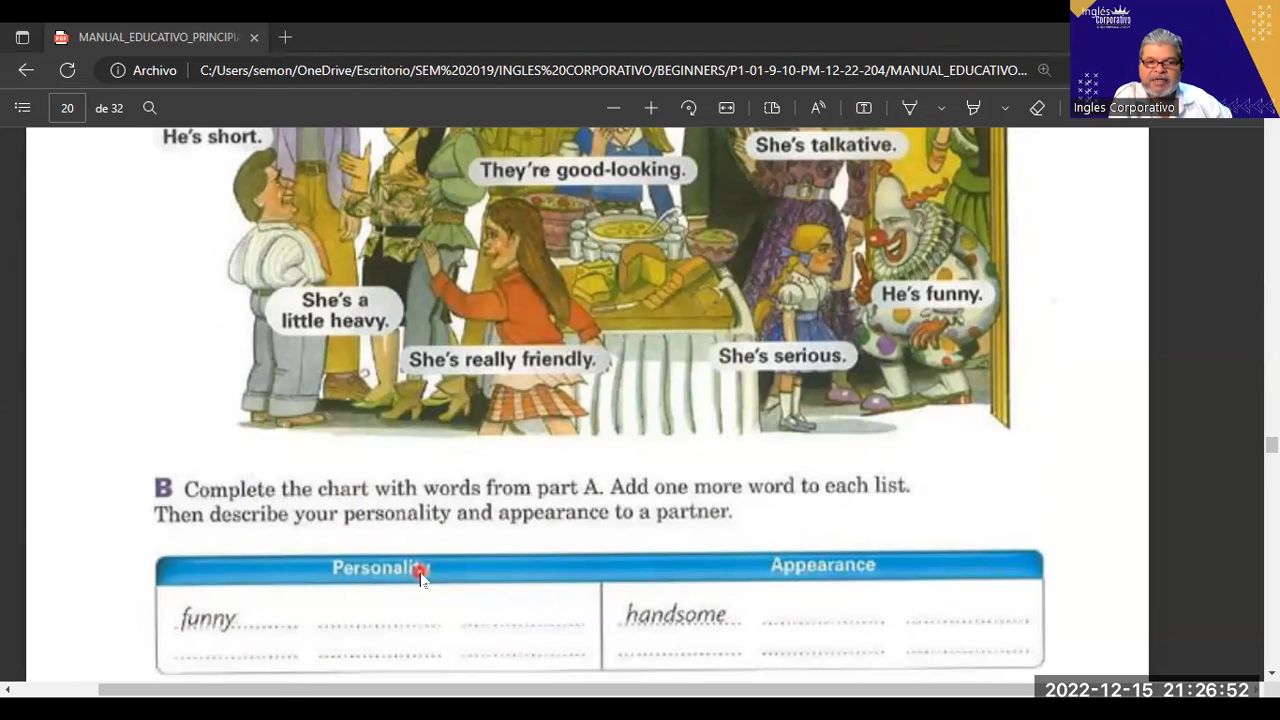 MANUAL_EDUCATIVO_PRINCIPI
Inglés
Corporativo
Archivo
C:/Users/semon/OneDrive/Escritorio/SEM%202019/INGLES%20CORPORATIVO/BEGINNERS/P1-01-9-10-PM-12-22-204/MANUAL_EDUCATIVO...
Ingles Corporativo
20
de 32
He's short.
She's talkative.
They're good-looking.
She's a
little heavy.
He's funny.
She's really friendly.
She's serious.
B Complete the chart with words from part A. Add one more word to each list.
Then describe your personality and appearance to a partner.
Personality
Appearance
funny
handsome
2022-12-15 21:26:52